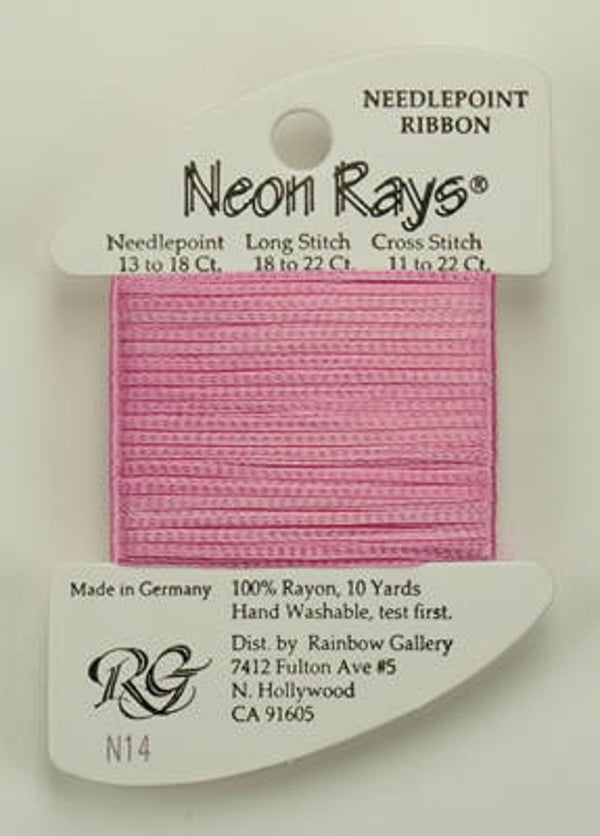 NEEDLEPOINT
RIBBON
Neon Rays®
Needlepoint Long Stitch Cross Stitch
13 to 18 Ct. 18 to 22 Ct. 11 to 22 Ct.
Made in Germany
100% Rayon, 10 Yards
Hand Washable, test first.
Dist. by Rainbow Gallery
7412 Fulton Ave #5
N. Hollywood
CA 91605
RG
N14